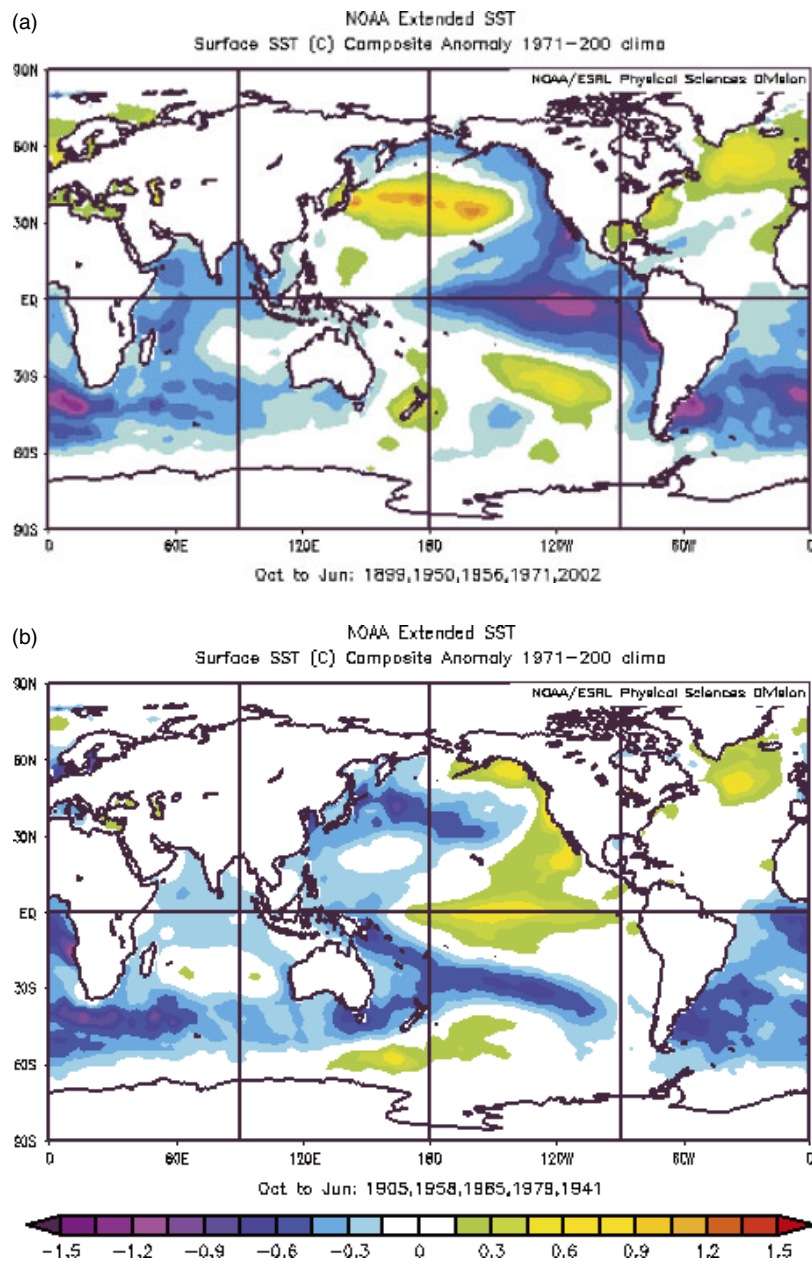 (a)
NOAA Extended SST
Surface SST (C) Composite Anomaly 1971-200 clima
NOAA/ESRL Physical Sciences Division
90N
60N
30N
EQ
30S
60S
90S
0 60E 120E 180 120W 60W 0
Oct to Jun: 1899,1950,1956,1971,2002
(b)
NOAA Extended SST
Surface SST (C) Composite Anomaly 1971-200 clima
NOAA/ESRL Physical Sciences Division
90N
60N
30N
EQ
30S
60S
90S
0 60E 120E 180 120W 60W 0
Oct to Jun: 1905,1958,1965,1979,1941
-1.5 -1.2 -0.9 -0.6 -0.3 0 0.3 0.6 0.9 1.2 1.5